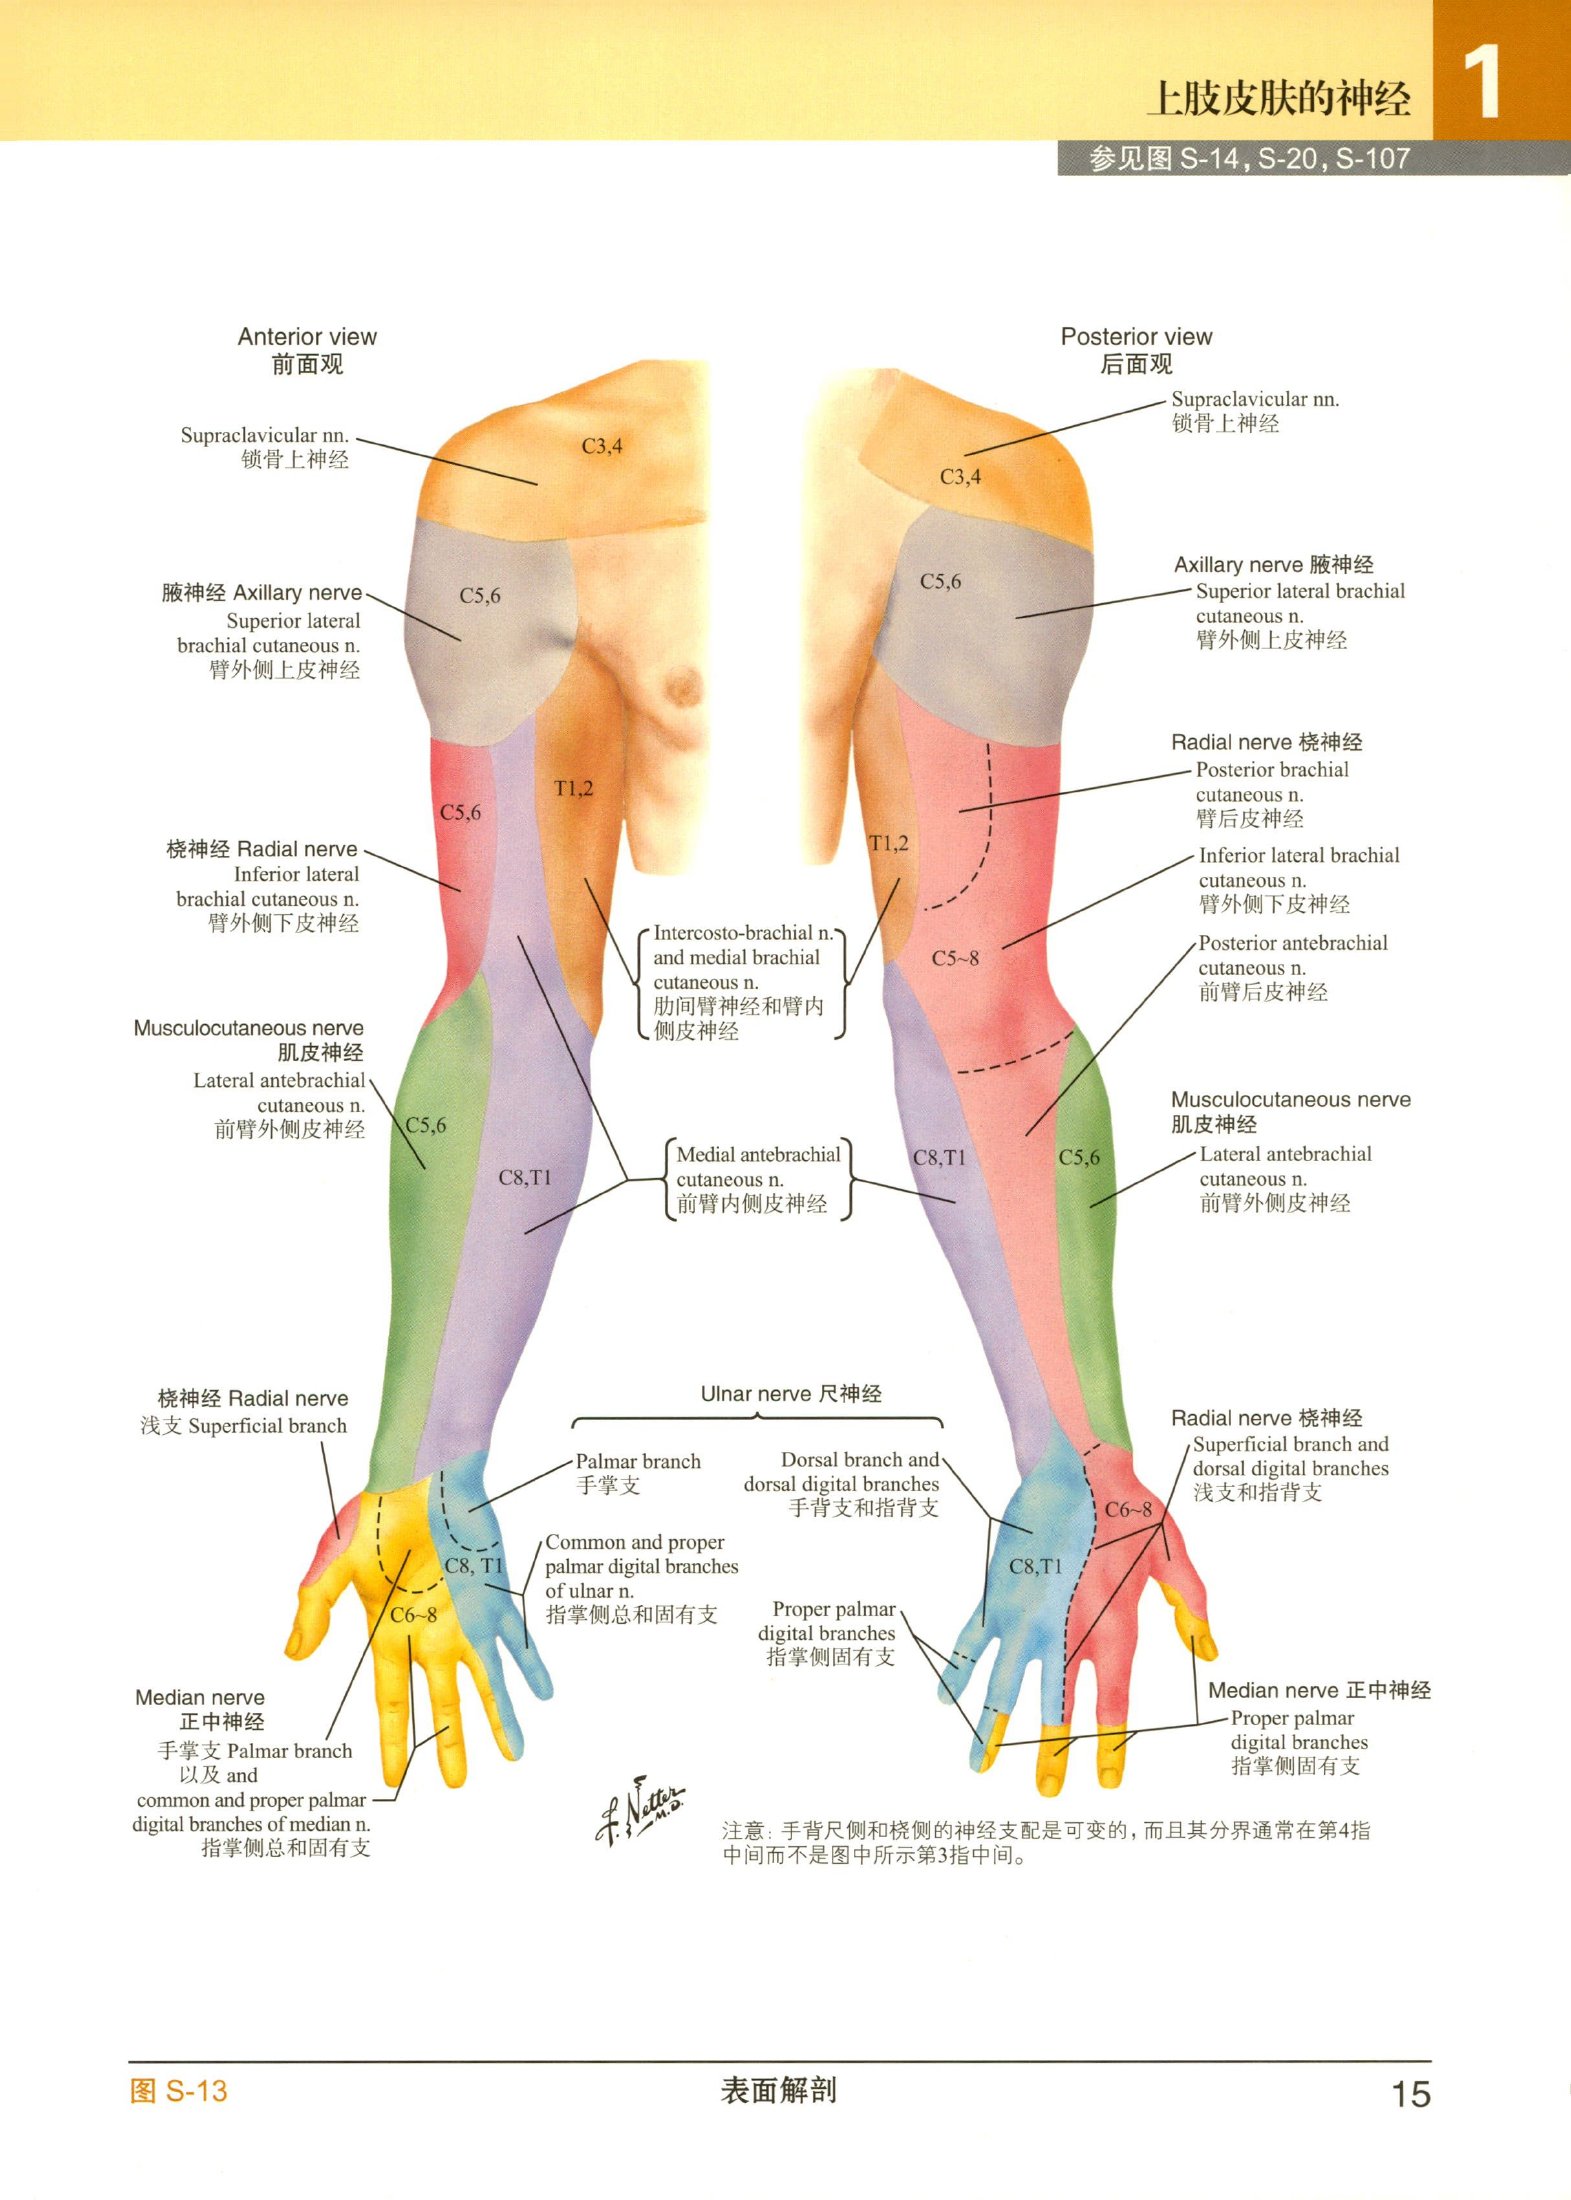 上肢皮肤的神经
1
参见图 S-14, S-20, S-107
Anterior view
前面观
Supraclavicular nn.
锁骨上神经
C3,4
腋神经 Axillary nerve
Superior lateral
brachial cutaneous n.
臂外侧上皮神经
C5,6
T1,2
C5,6
桡神经 Radial nerve
Inferior lateral
brachial cutaneous n.
臂外侧下皮神经
Musculocutaneous nerve
肌皮神经
Lateral antebrachial
cutaneous n.
前臂外侧皮神经
C5,6
C8,T1
桡神经 Radial nerve
浅支 Superficial branch
C8, T1
C6~8
Median nerve
正中神经
手掌支 Palmar branch
以及 and
common and proper palmar
digital branches of median n.
指掌侧总和固有支
Intercosto-brachial n.
and medial brachial
cutaneous n.
肋间臂神经和臂内
侧皮神经
Medial antebrachial
cutaneous n.
前臂内侧皮神经
Ulnar nerve 尺神经
Palmar branch
手掌支
Common and proper
palmar digital branches
of ulnar n.
指掌侧总和固有支
Dorsal branch and
dorsal digital branches
手背支和指背支
Proper palmar
digital branches
指掌侧固有支
Posterior view
后面观
Supraclavicular nn.
锁骨上神经
C3,4
Axillary nerve 腋神经
Superior lateral brachial
cutaneous n.
臂外侧上皮神经
C5,6
Radial nerve 桡神经
Posterior brachial
cutaneous n.
臂后皮神经
T1,2
Inferior lateral brachial
cutaneous n.
臂外侧下皮神经
C5~8
Posterior antebrachial
cutaneous n.
前臂后皮神经
Musculocutaneous nerve
肌皮神经
Lateral antebrachial
cutaneous n.
前臂外侧皮神经
C8,T1
C5,6
Radial nerve 桡神经
Superficial branch and
dorsal digital branches
浅支和指背支
C6~8
C8,T1
Median nerve 正中神经
Proper palmar
digital branches
指掌侧固有支
F. Netter
M.D.
注意: 手背尺侧和桡侧的神经支配是可变的, 而且其分界通常在第4指
中间而不是图中所示第3指中间。
图 S-13
表面解剖
15